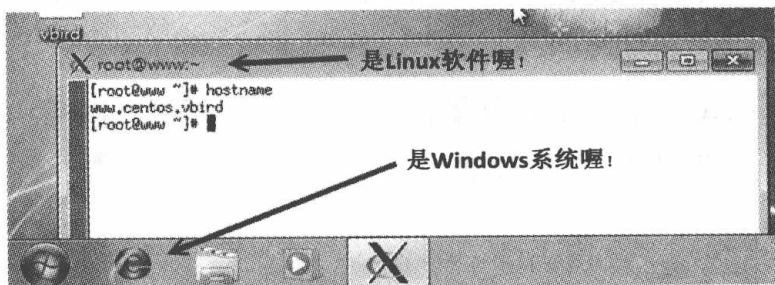 vbird
root@www:~
是Linux软件喔！
[root@www ~]# hostname
www.centos.vbird
[root@www ~]#
是Windows系统喔！